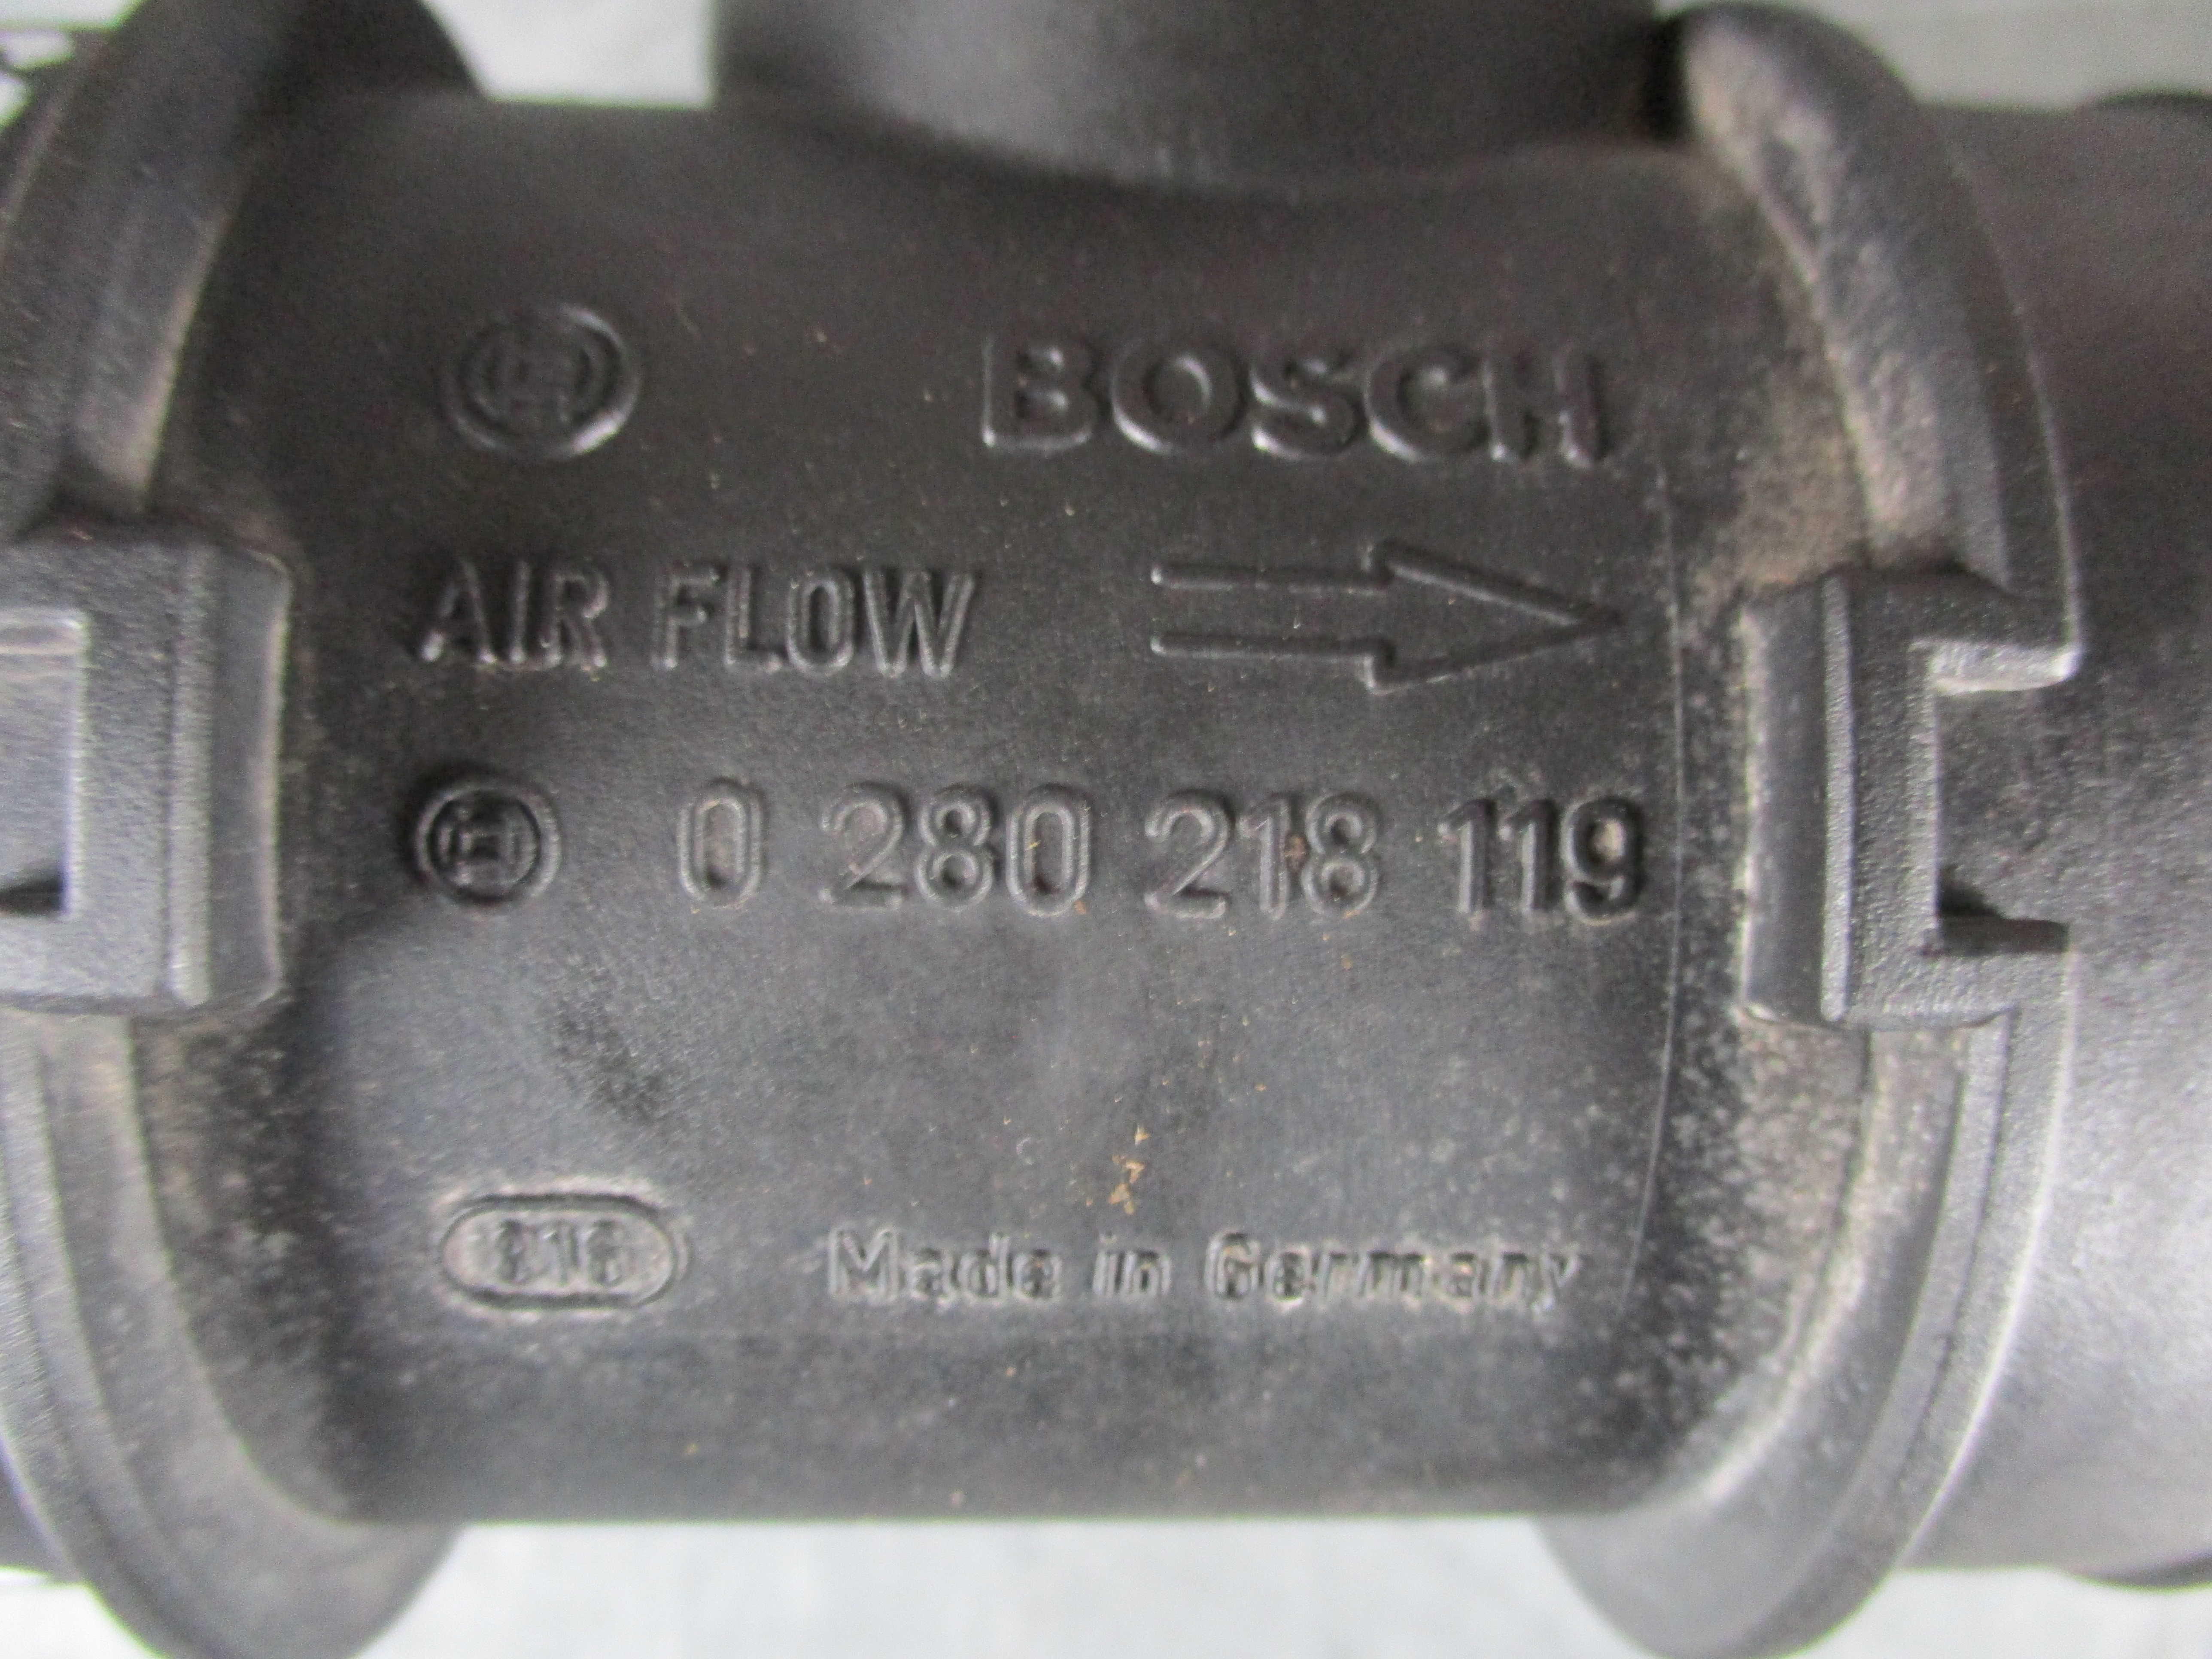 BOSCH
AIR FLOW
0 280 218 119
Made in Germany